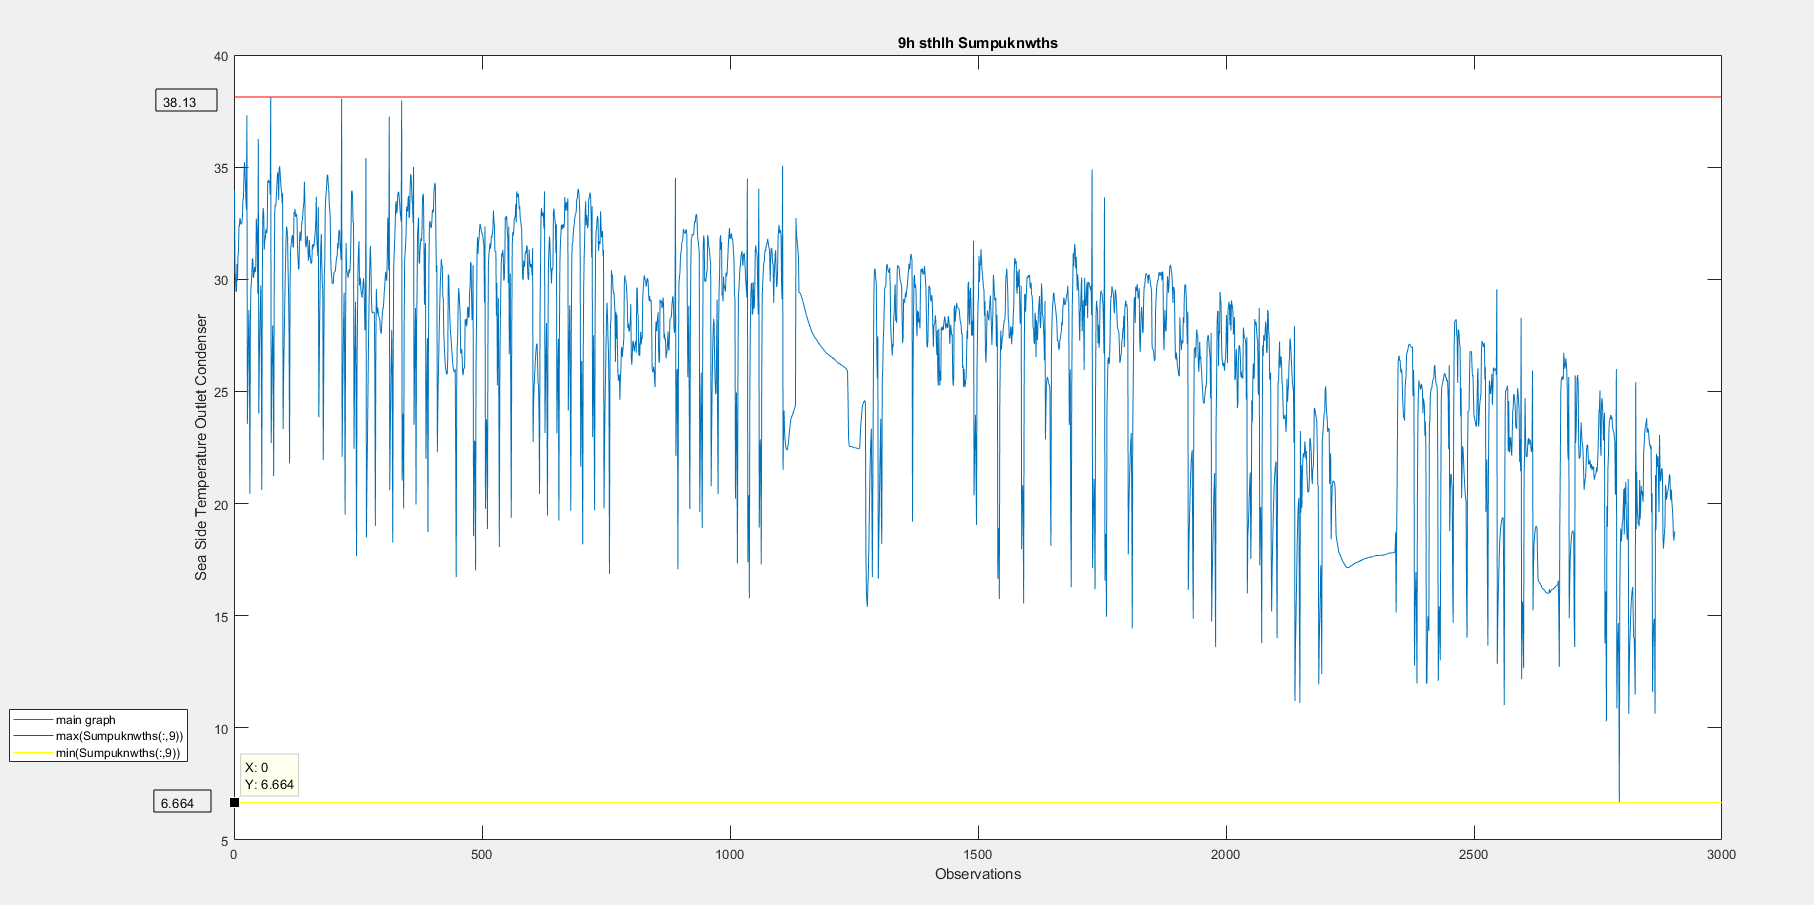 9h sthlh Sumpuknwths
40
38.13
35
30
25
20
15
10
5
Sea Side Temperature Outlet Condenser
main graph
max(Sumpuknwths(:,9))
min(Sumpuknwths(:,9))
X: 0
Y: 6.664
6.664
0
500
1000
1500
2000
2500
3000
Observations